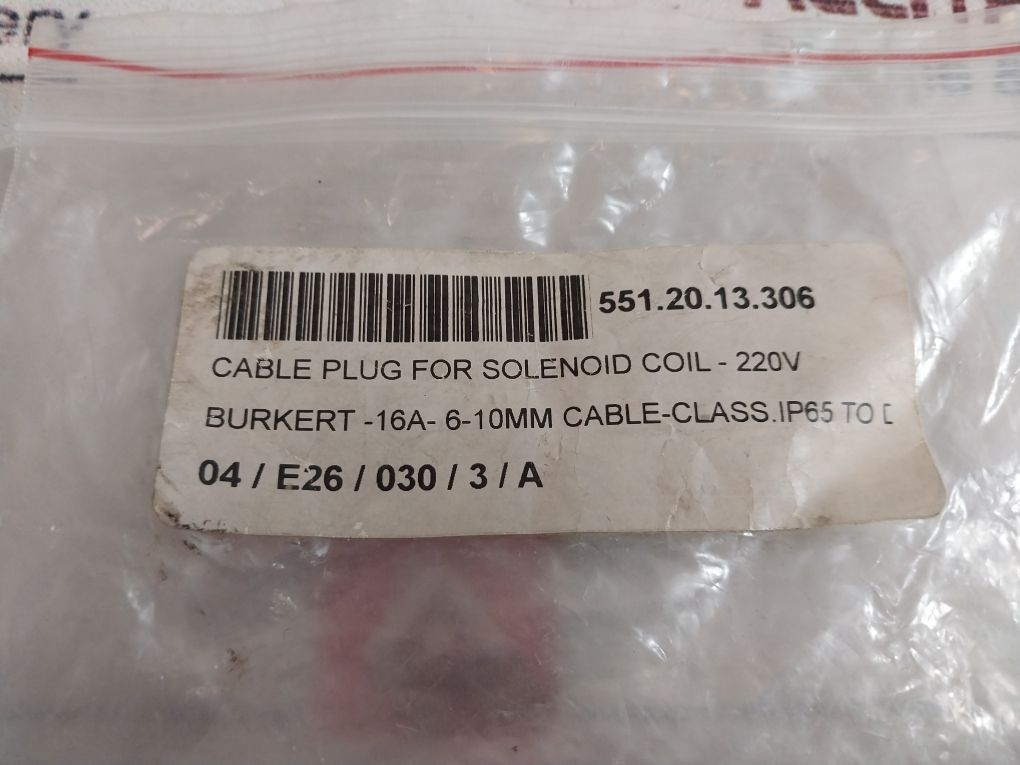 551.20.13.306
CABLE PLUG FOR SOLENOID COIL - 220V
BURKERT -16A- 6-10MM CABLE-CLASS.IP65 TO
04 / E26 / 030 / 3 / A